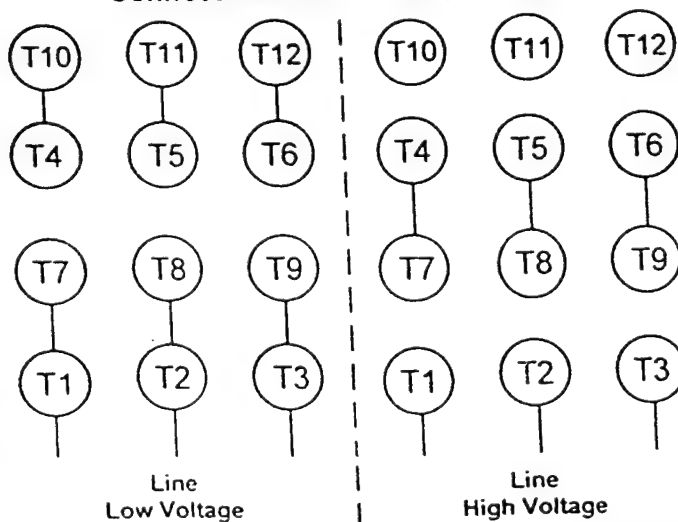 T10 T11 T12 T10 T11 T12
T4 T5 T6 T4 T5 T6
T7 T8 T9 T7 T8 T9
T1 T2 T3 T1 T2 T3
Line Line
Low Voltage High Voltage